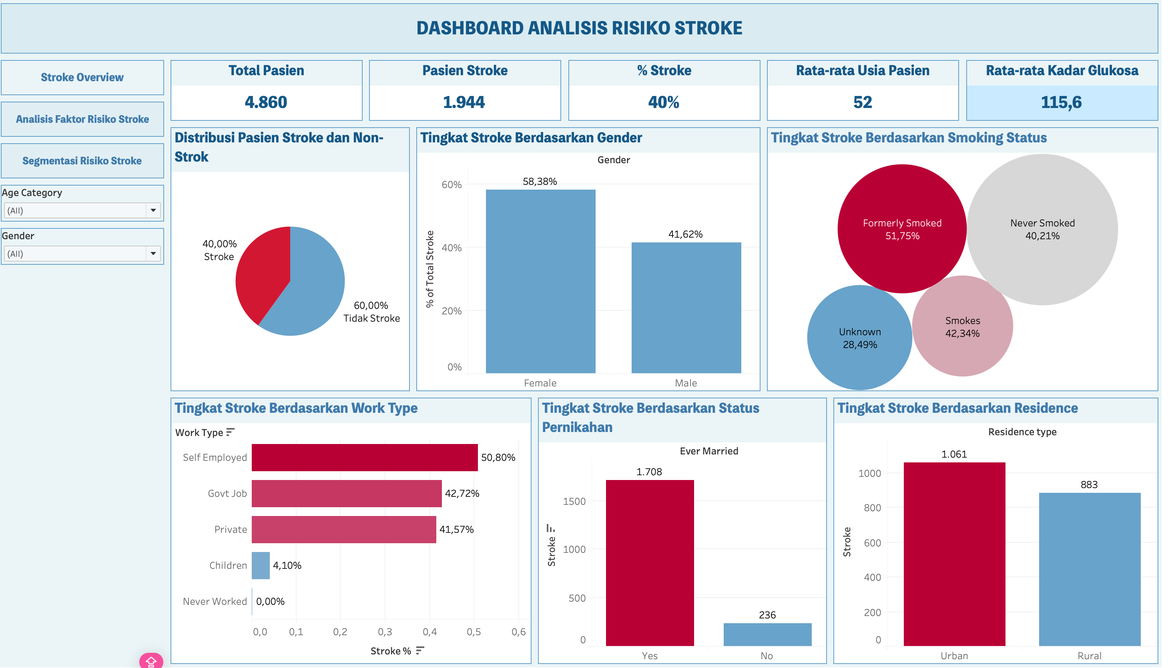 DASHBOARD ANALISIS RISIKO STROKE
Stroke Overview
Analisis Faktor Risiko Stroke
Segmentasi Risiko Stroke
Age Category
(All)
Gender
(All)
Total Pasien
4.860
Pasien Stroke
1.944
% Stroke
40%
Rata-rata Usia Pasien
52
Rata-rata Kadar Glukosa
115,6
Distribusi Pasien Stroke dan Non-
Strok
40,00%
Stroke
60,00%
Tidak Stroke
Tingkat Stroke Berdasarkan Gender
Gender
% of Total Stroke
60%
40%
20%
0%
58,38%
41,62%
Female
Male
Tingkat Stroke Berdasarkan Smoking Status
Formerly Smoked
51,75%
Never Smoked
40,21%
Unknown
28,49%
Smokes
42,34%
Tingkat Stroke Berdasarkan Work Type
Work Type
Self Employed
50,80%
Govt Job
42,72%
Private
41,57%
Children
4,10%
Never Worked
0,00%
0,0
0,1
0,2
0,3
0,4
0,5
0,6
Stroke %
Tingkat Stroke Berdasarkan Status
Pernikahan
Ever Married
Stroke
1500
1000
500
0
1.708
236
Yes
No
Tingkat Stroke Berdasarkan Residence
Residence type
Stroke
1000
800
600
400
200
0
1.061
883
Urban
Rural